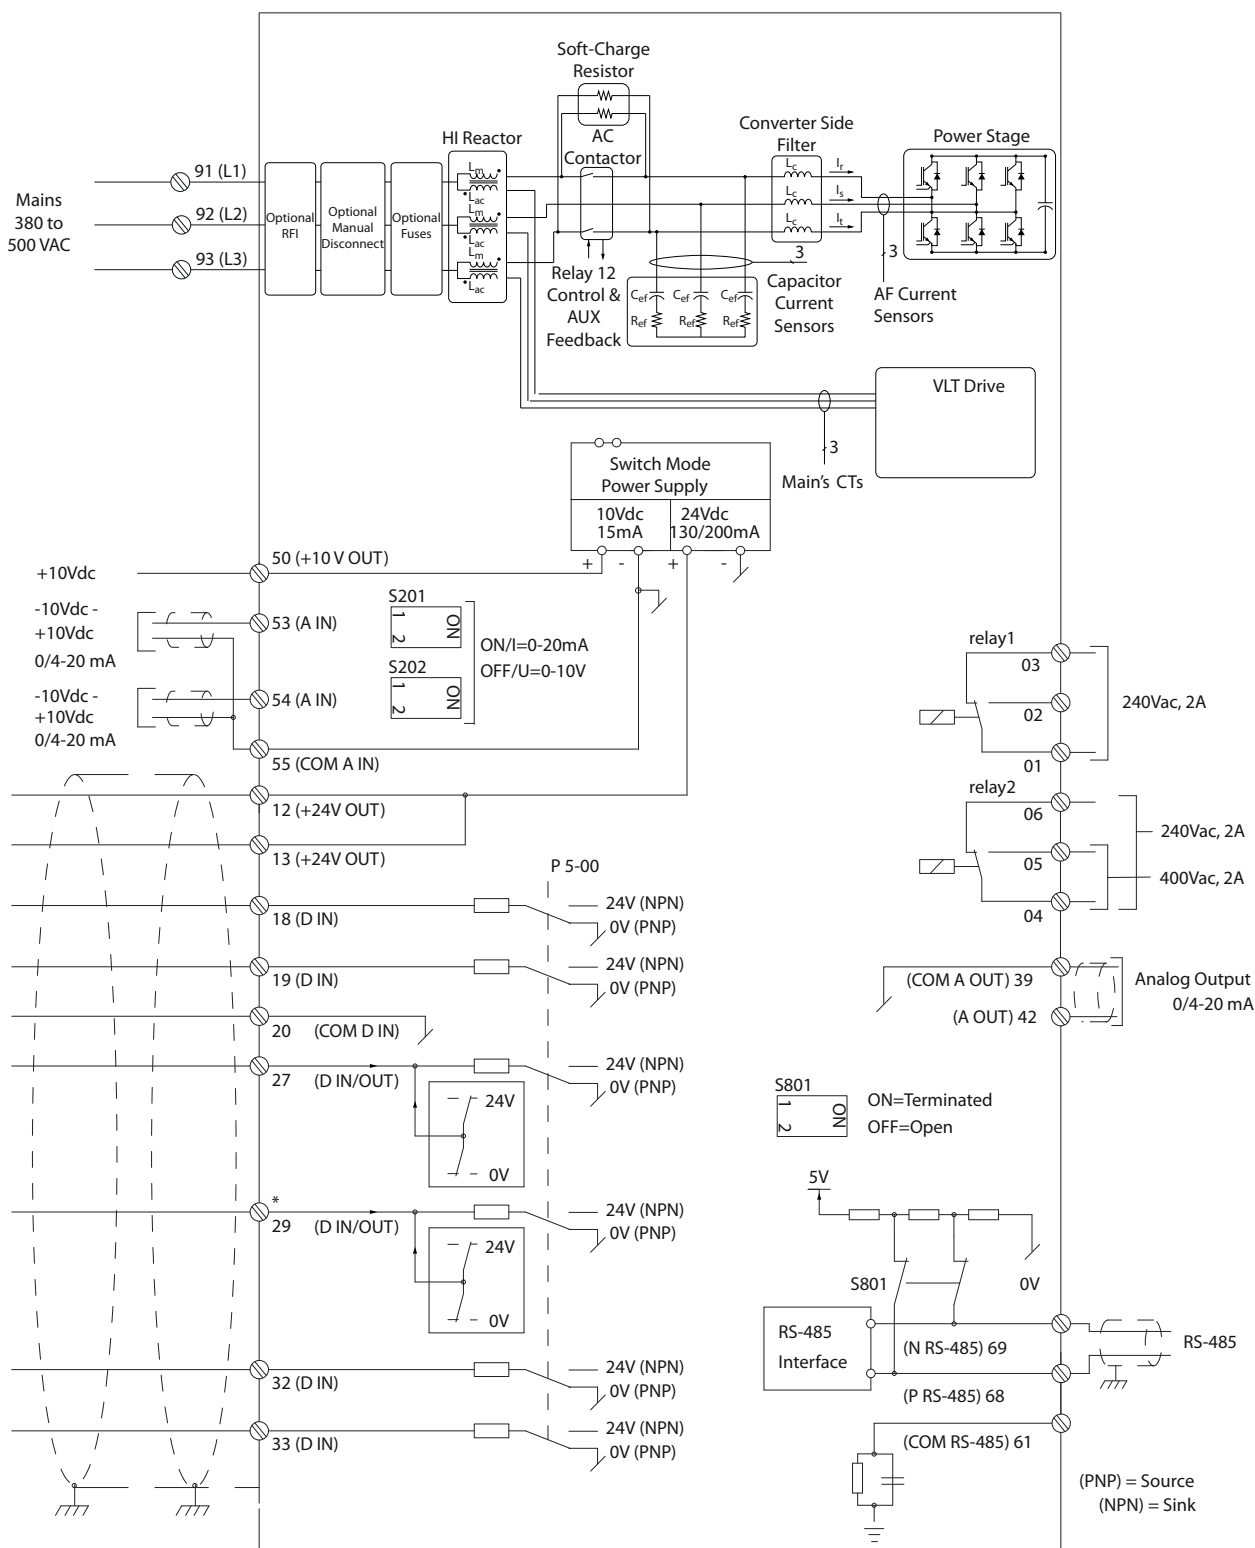 Soft-Charge
Resistor
AC
Contactor
HI Reactor
Converter Side
Filter
Power Stage
Mains
380 to
500 VAC
91 (L1)
92 (L2)
93 (L3)
Optional
RFI
Optional
Manual
Disconnect
Optional
Fuses
Lm
Lac
Lm
Lac
Lm
Lac
Lc
Lc
Lc
Ir
Is
It
3
3
Relay 12
Control &
AUX
Feedback
Cef
Cef
Cef
Ref
Ref
Ref
Capacitor
Current
Sensors
AF Current
Sensors
VLT Drive
3
Main's CTs
Switch Mode
Power Supply
10Vdc
15mA
24Vdc
130/200mA
+
-
+
-
+10Vdc
50 (+10 V OUT)
-10Vdc -
+10Vdc
0/4-20 mA
53 (A IN)
-10Vdc -
+10Vdc
0/4-20 mA
54 (A IN)
55 (COM A IN)
S201
1
2
ON
S202
1
2
ON
ON/I=0-20mA
OFF/U=0-10V
12 (+24V OUT)
13 (+24V OUT)
P 5-00
18 (D IN)
24V (NPN)
0V (PNP)
19 (D IN)
24V (NPN)
0V (PNP)
20 (COM D IN)
27 (D IN/OUT)
24V (NPN)
0V (PNP)
24V
0V
*
29 (D IN/OUT)
24V (NPN)
0V (PNP)
24V
0V
32 (D IN)
24V (NPN)
0V (PNP)
33 (D IN)
24V (NPN)
0V (PNP)
relay1
03
02
01
240Vac, 2A
relay2
06
05
04
240Vac, 2A
400Vac, 2A
(COM A OUT) 39
(A OUT) 42
Analog Output
0/4-20 mA
S801
1
2
ON
ON=Terminated
OFF=Open
5V
S801
0V
RS-485
Interface
(N RS-485) 69
(P RS-485) 68
(COM RS-485) 61
RS-485
(PNP) = Source
(NPN) = Sink